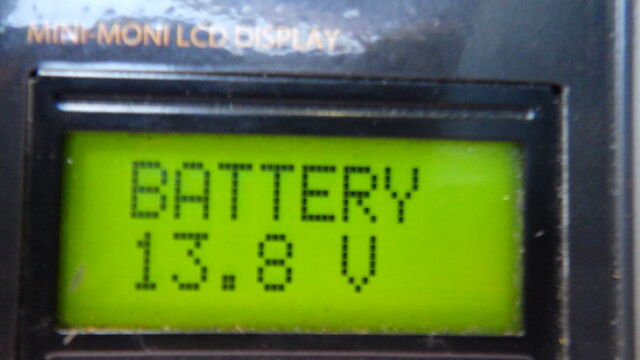 MINI-MONI LCD DISPLAY
BATTERY
13.8 V